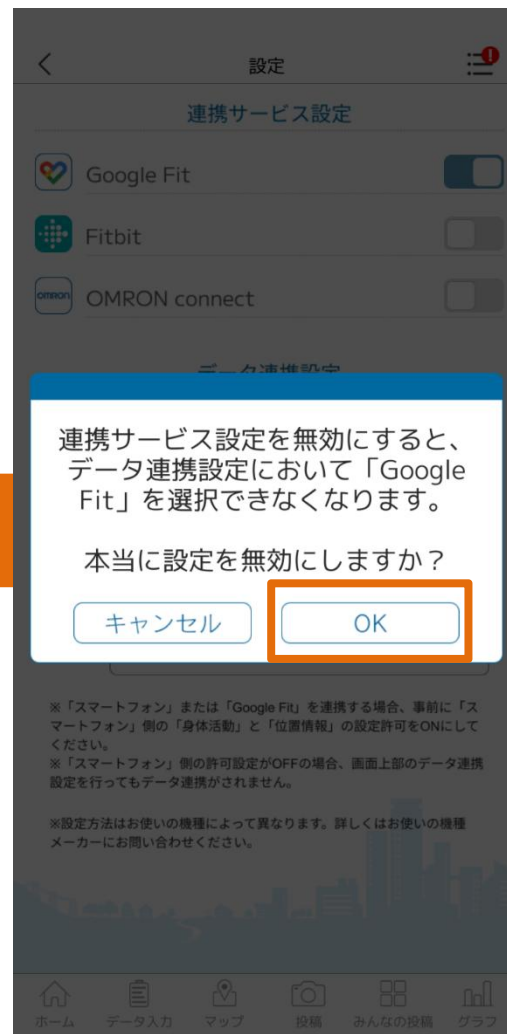 設定
連携サービス設定
Google Fit
Fitbit
OMRON
OMRON connect
データ連携設定
連携サービス設定を無効にすると、
データ連携設定において「Google
Fit」を選択できなくなります。
本当に設定を無効にしますか？
キャンセル
OK
※「スマートフォン」または「Google Fit」を連携する場合、事前に「ス
マートフォン」側の「身体活動」と「位置情報」の設定許可をONにして
ください。
※「スマートフォン」側の許可設定がOFFの場合、画面上部のデータ連携
設定を行ってもデータ連携がされません。
※設定方法はお使いの機種によって異なります。詳しくはお使いの機種
メーカーにお問い合わせください。
ホーム データ入力 マップ 投稿 みんなの投稿 グラフ